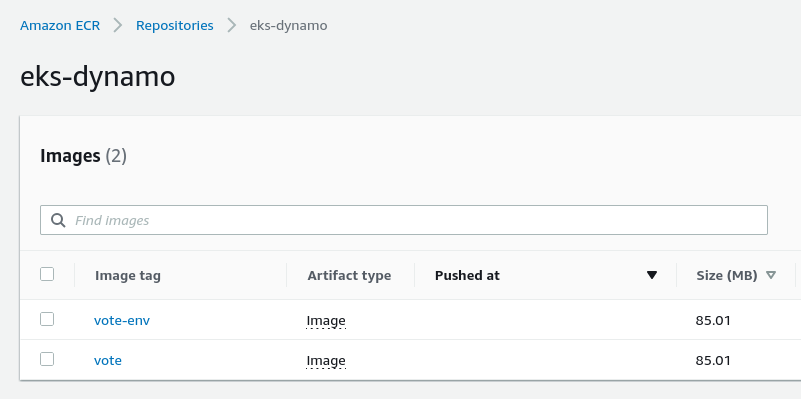 Amazon ECR > Repositories > eks-dynamo
eks-dynamo
Images (2)
Find images
Image tag Artifact type Pushed at Size (MB)
vote-env Image 85.01
vote Image 85.01